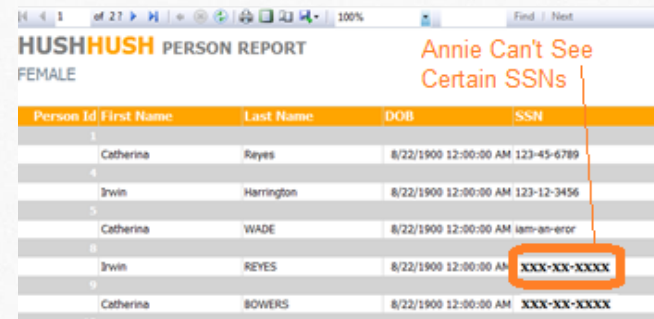 1 of 2? 100% Find | Next
HUSHHUSH PERSON REPORT
Annie Can't See
FEMALE
Certain SSNs
Person Id First Name Last Name DOB SSN
1
Catherina Reyes 8/22/1900 12:00:00 AM 123-45-6789
4
Irwin Harrington 8/22/1900 12:00:00 AM 123-12-3456
5
Catherina WADE 8/22/1900 12:00:00 AM iam-an-eror
8
Irwin REYES 8/22/1900 12:00:00 AM XXX-XX-XXXX
9
Catherina BOWERS 8/22/1900 12:00:00 AM XXX-XX-XXXX